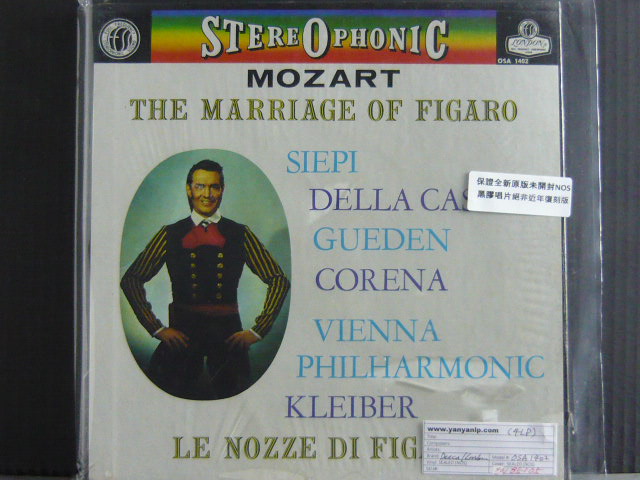 STEREOPHONIC
LONDON
OSA 1402
MOZART
THE MARRIAGE OF FIGARO
SIEPI
DELLA CAS
GUEDEN
CORENA
VIENNA
PHILHARMONIC
KLEIBER
LE NOZZE DI FIGA
保證全新原版未開封NOS
黑膠唱片絕非近年復刻版
www.yanyanlp.com (4LP)